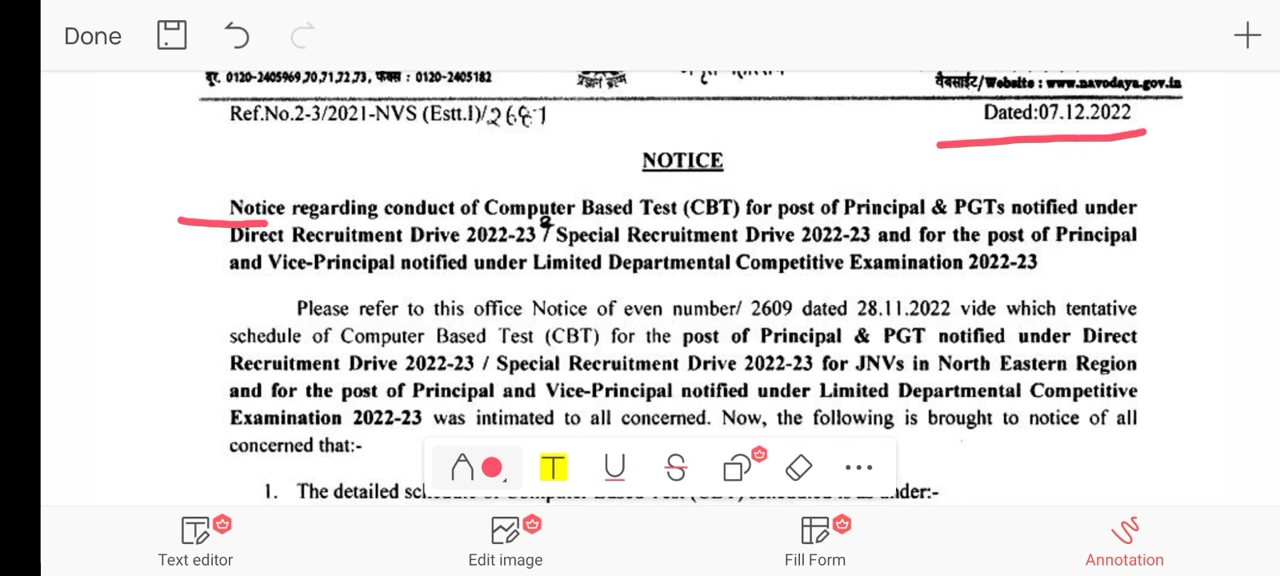 Done
दूर. 0120-2405969,70,71,72,73, फैक्स : 0120-2405182
वेबसाईट/Website : www.navodaya.gov.in
Ref.No.2-3/2021-NVS (Estt.I)/2681
Dated:07.12.2022
NOTICE
Notice regarding conduct of Computer Based Test (CBT) for post of Principal & PGTs notified under
Direct Recruitment Drive 2022-23 & Special Recruitment Drive 2022-23 and for the post of Principal
and Vice-Principal notified under Limited Departmental Competitive Examination 2022-23
Please refer to this office Notice of even number/ 2609 dated 28.11.2022 vide which tentative
schedule of Computer Based Test (CBT) for the post of Principal & PGT notified under Direct
Recruitment Drive 2022-23 / Special Recruitment Drive 2022-23 for JNVs in North Eastern Region
and for the post of Principal and Vice-Principal notified under Limited Departmental Competitive
Examination 2022-23 was intimated to all concerned. Now, the following is brought to notice of all
concerned that:-
1. The detailed
Text editor
Edit image
Fill Form
Annotation